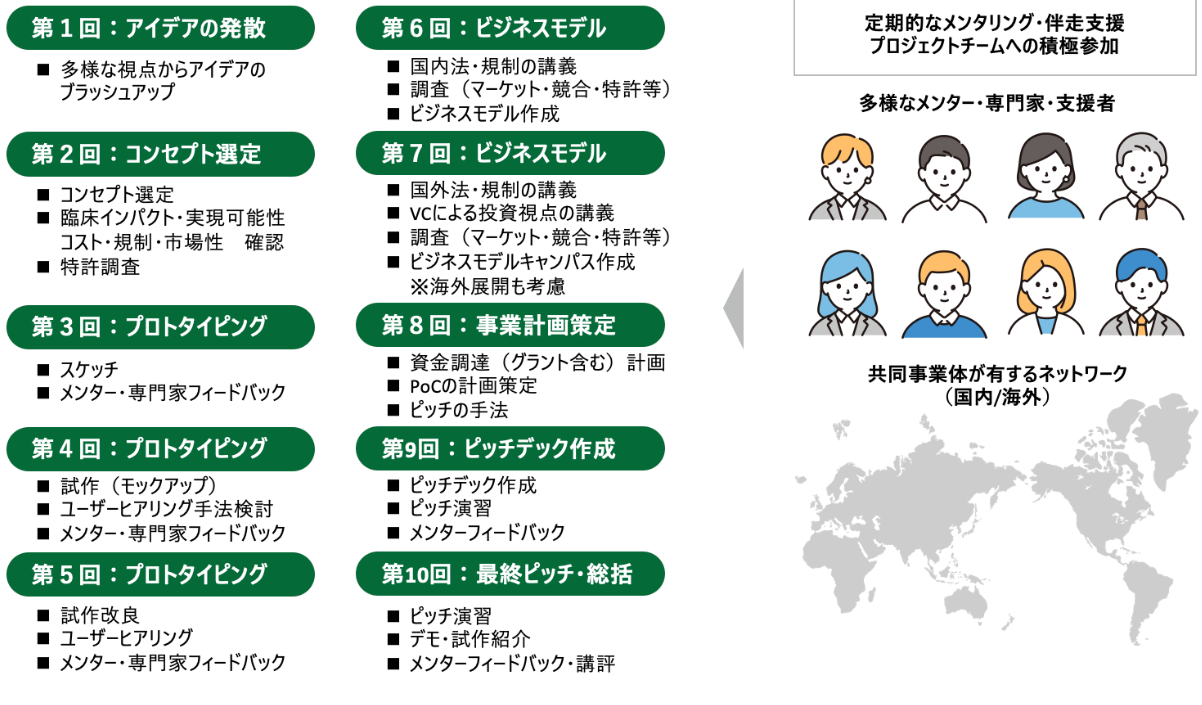 第１回：アイデアの発散
■ 多様な視点からアイデアの
ブラッシュアップ
第２回：コンセプト選定
■ コンセプト選定
■ 臨床インパクト・実現可能性
コスト・規制・市場性　確認
■ 特許調査
第３回：プロトタイピング
■ スケッチ
■ メンター・専門家フィードバック
第４回：プロトタイピング
■ 試作（モックアップ）
■ ユーザーヒアリング手法検討
■ メンター・専門家フィードバック
第５回：プロトタイピング
■ 試作改良
■ ユーザーヒアリング
■ メンター・専門家フィードバック
第６回：ビジネスモデル
■ 国内法・規制の講義
■ 調査（マーケット・競合・特許等）
■ ビジネスモデル作成
第７回：ビジネスモデル
■ 国外法・規制の講義
■ VCによる投資視点の講義
■ 調査（マーケット・競合・特許等）
■ ビジネスモデルキャンパス作成
※海外展開も考慮
第８回：事業計画策定
■ 資金調達（グラント含む）計画
■ PoCの計画策定
■ ピッチの手法
第9回：ピッチデック作成
■ ピッチデック作成
■ ピッチ演習
■ メンターフィードバック
第10回：最終ピッチ・総括
■ ピッチ演習
■ デモ・試作紹介
■ メンターフィードバック・講評
定期的なメンタリング・伴走支援
プロジェクトチームへの積極参加
多様なメンター・専門家・支援者
共同事業体が有するネットワーク
（国内/海外）